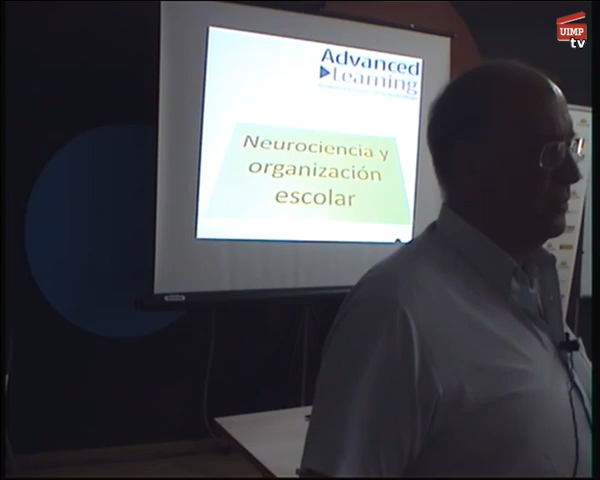 UIMP
tv
Advanced
Learning
Neurociencia y
organización
escolar